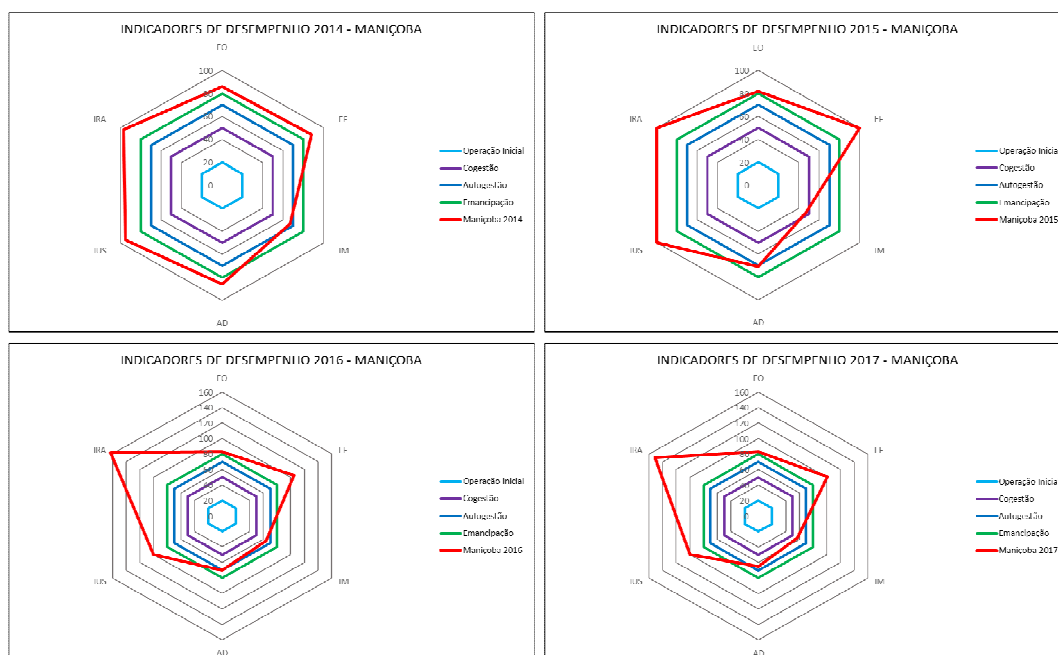 INDICADORES DE DESEMPENHO 2014 - MANIÇOBA
EO
100
80
60
40
20
0
IRA
EF
IUS
IM
AD
Operação Inicial
Cogestão
Autogestão
Emancipação
Maniçoba 2014
INDICADORES DE DESEMPENHO 2015 - MANIÇOBA
EO
100
80
60
40
20
0
IRA
EF
IUS
IM
AD
Operação Inicial
Cogestão
Autogestão
Emancipação
Maniçoba 2015
INDICADORES DE DESEMPENHO 2016 - MANIÇOBA
EO
160
140
120
100
80
60
40
20
0
IRA
EF
IUS
IM
AD
Operação Inicial
Cogestão
Autogestão
Emancipação
Maniçoba 2016
INDICADORES DE DESEMPENHO 2017 - MANIÇOBA
EO
160
140
120
100
80
60
40
20
0
IRA
EF
IUS
IM
AD
Operação Inicial
Cogestão
Autogestão
Emancipação
Maniçoba 2017